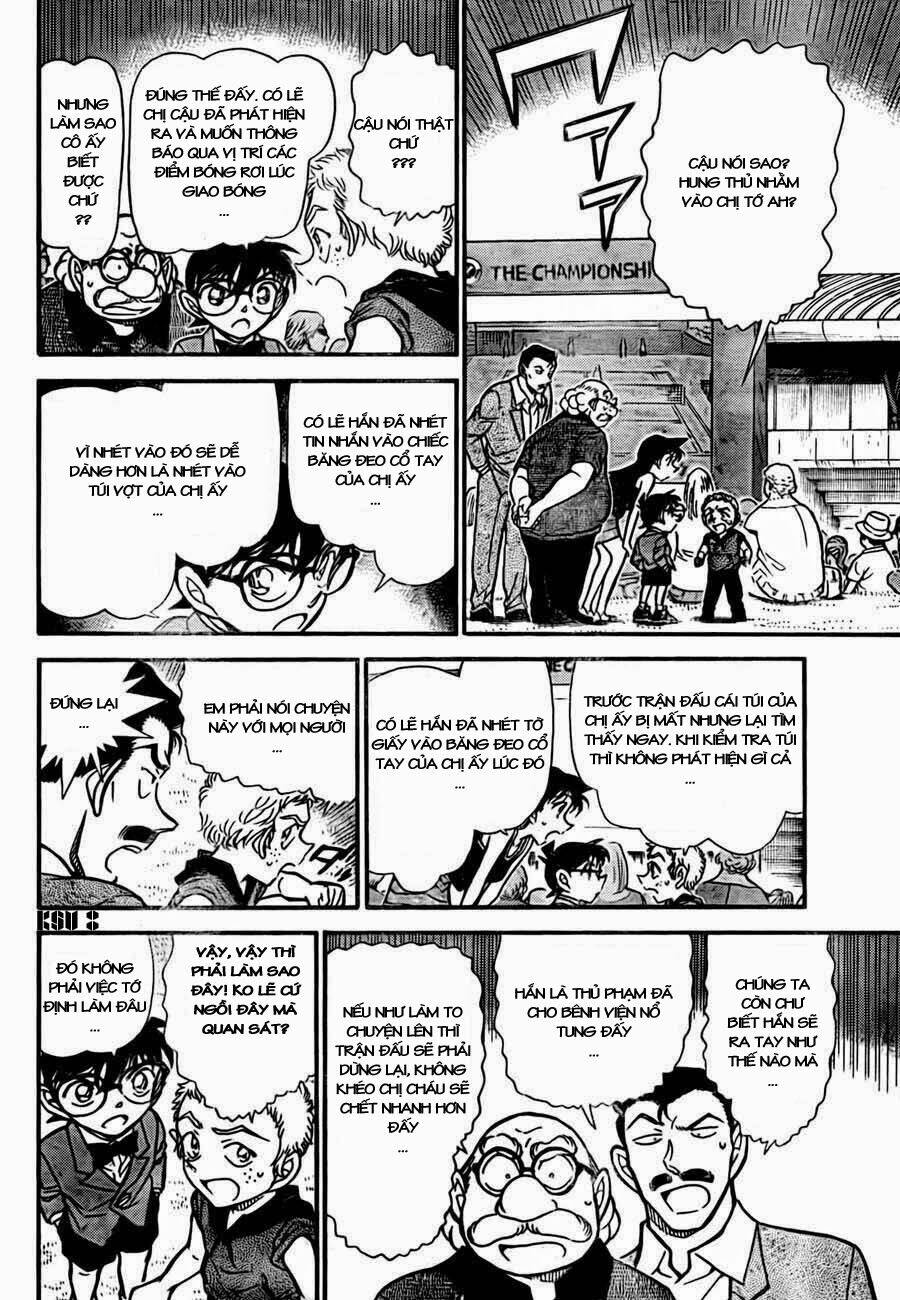 CẬU NÓI SAO?
HUNG THỦ NHẰM
VÀO CHỊ TỚ AH?
ワァァ
THE CHAMPIONSHI
CẬU NÓI THẬT
CHỨ
???
ĐÚNG THẾ ĐẤY. CÓ LẼ
CHỊ CẬU ĐÃ PHÁT HIỆN
RA VÀ MUỐN THÔNG
BÁO QUA VỊ TRÍ CÁC
ĐIỂM BÓNG RƠI LÚC
GIAO BÓNG
...
NHƯNG
LÀM SAO
CÔ ẤY
BIẾT
ĐƯỢC
CHỨ
??
CÓ LẼ HẮN ĐÃ NHÉT
TIN NHẮN VÀO CHIẾC
BĂNG ĐEO CỔ TAY
CỦA CHỊ ẤY
...
VÌ NHÉT VÀO ĐÓ SẼ DỄ
DÀNG HƠN LÀ NHÉT VÀO
TÚI VỢT CỦA CHỊ ẤY
...
TRƯỚC TRẬN ĐẤU CÁI TÚI CỦA
CHỊ ẤY BỊ MẤT NHƯNG LẠI TÌM
THẤY NGAY. KHI KIỂM TRA TÚI
THÌ KHÔNG PHÁT HIỆN GÌ CẢ
...
CÓ LẼ HẮN ĐÃ NHÉT TỜ
GIẤY VÀO BĂNG ĐEO CỔ
TAY CỦA CHỊ ẤY LÚC ĐÓ
...
EM PHẢI NÓI CHUYỆN
NÀY VỚI MỌI NGƯỜI
...
ĐỨNG LẠI
...
KSU 8
CHÚNG TA
CÒN CHƯ
BIẾT HẮN SẼ
RA TAY NHƯ
THẾ NÀO MÀ
...
HẮN LÀ THỦ PHẠM ĐÃ
CHO BÊNH VIỆN NỔ
TUNG ĐẤY
...
NẾU NHƯ LÀM TO
CHUYỆN LÊN THÌ
TRẬN ĐẤU SẼ PHẢI
DỪNG LẠI, KHÔNG
KHÉO CHỊ CHÁU SẼ
CHẾT NHANH HƠN
ĐẤY
...
VẬY, VẬY THÌ
PHẢI LÀM SAO
ĐÂY! KO LẼ CỨ
NGỒI ĐÂY MÀ
QUAN SÁT?
ĐÓ KHÔNG
PHẢI VIỆC TỚ
ĐỊNH LÀM ĐÂU
...